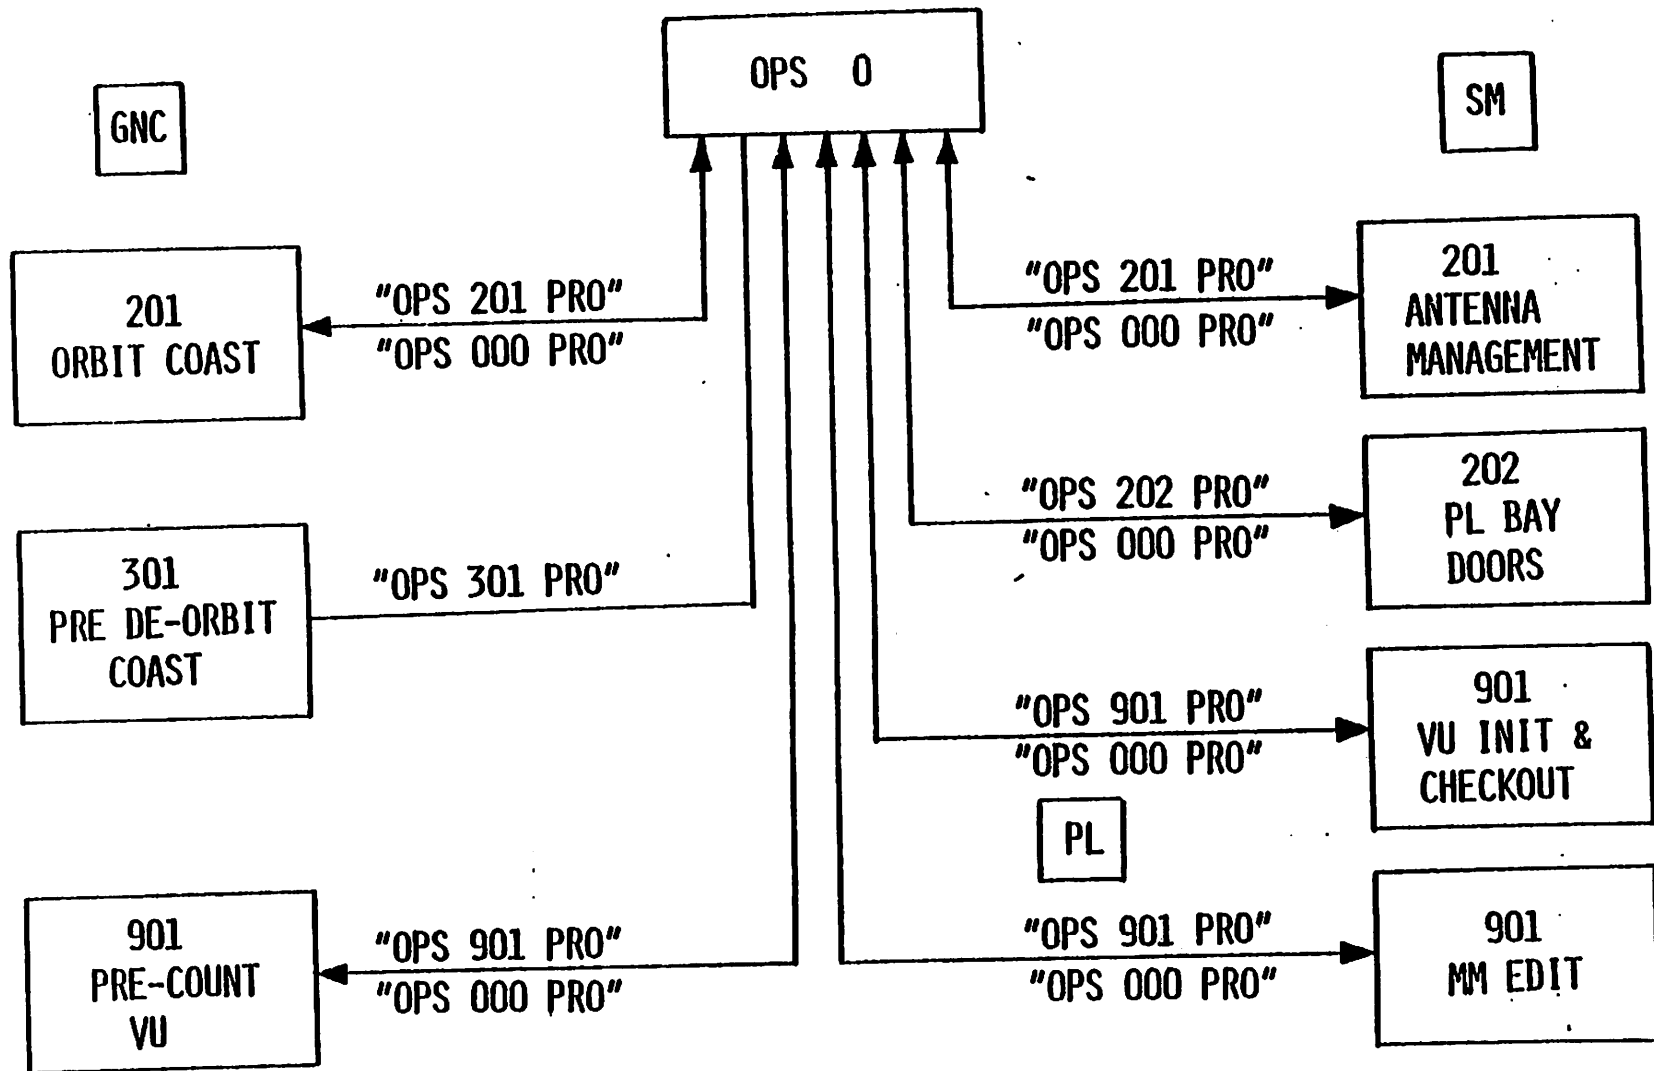 OPS 0
GNC
SM
201
ORBIT COAST
"OPS 201 PRO"
"OPS 000 PRO"
"OPS 201 PRO"
"OPS 000 PRO"
201
ANTENNA
MANAGEMENT
"OPS 202 PRO"
"OPS 000 PRO"
202
PL BAY
DOORS
301
PRE DE-ORBIT
COAST
"OPS 301 PRO"
"OPS 901 PRO"
"OPS 000 PRO"
901
VU INIT &
CHECKOUT
PL
901
PRE-COUNT
VU
"OPS 901 PRO"
"OPS 000 PRO"
"OPS 901 PRO"
"OPS 000 PRO"
901
MM EDIT